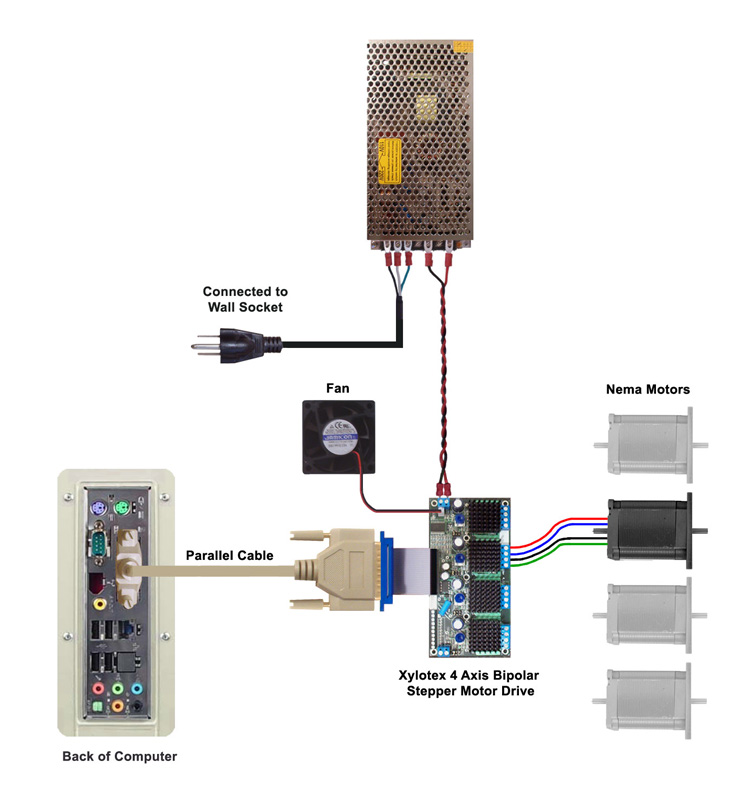 Connected to
Wall Socket
Fan
Nema Motors
Parallel Cable
Xylotex 4 Axis Bipolar
Stepper Motor Drive
Back of Computer